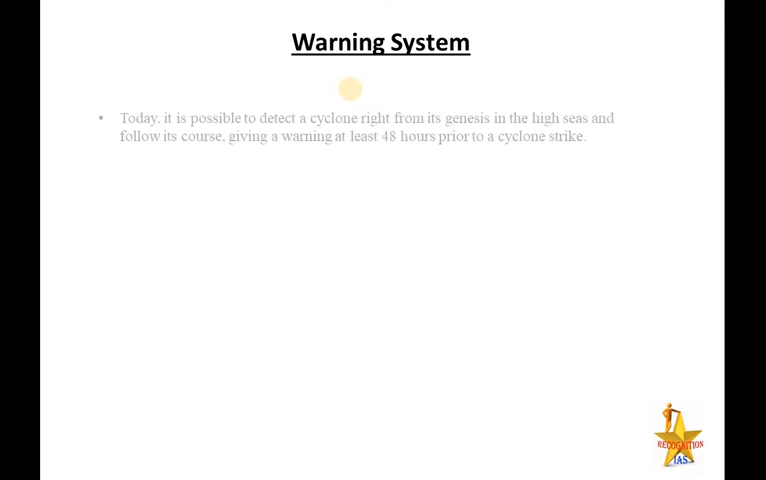 Warning System
• Today, it is possible to detect a cyclone right from its genesis in the high seas and
follow its course, giving a warning at least 48 hours prior to a cyclone strike.
RECOGNITION
IAS